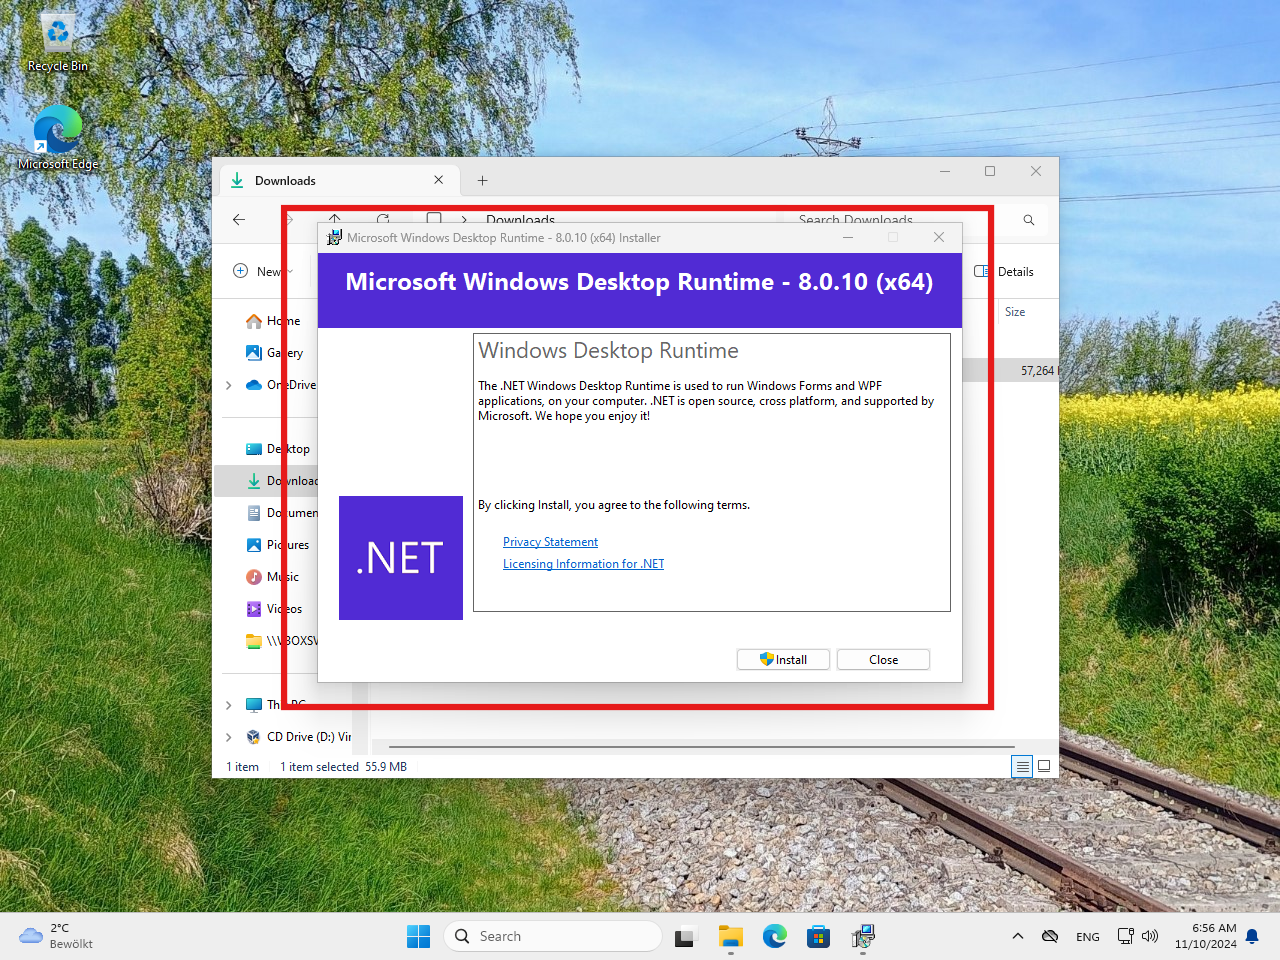 Recycle Bin
Microsoft Edge
Downloads
Downloads
Search Downloads
New
Details
Home
Gallery
OneDrive
Desktop
Pictures
Music
Videos
CD Drive (D:) Vir
Size
57,264
1 item
1 item selected 55.9 MB
Microsoft Windows Desktop Runtime - 8.0.10 (x64) Installer
Microsoft Windows Desktop Runtime - 8.0.10 (x64)
Windows Desktop Runtime
The .NET Windows Desktop Runtime is used to run Windows Forms and WPF
applications, on your computer. .NET is open source, cross platform, and supported by
Microsoft. We hope you enjoy it!
By clicking Install, you agree to the following terms.
Privacy Statement
Licensing Information for .NET
.NET
Install
Close
2°C
Bewölkt
Search
ENG
6:56 AM
11/10/2024